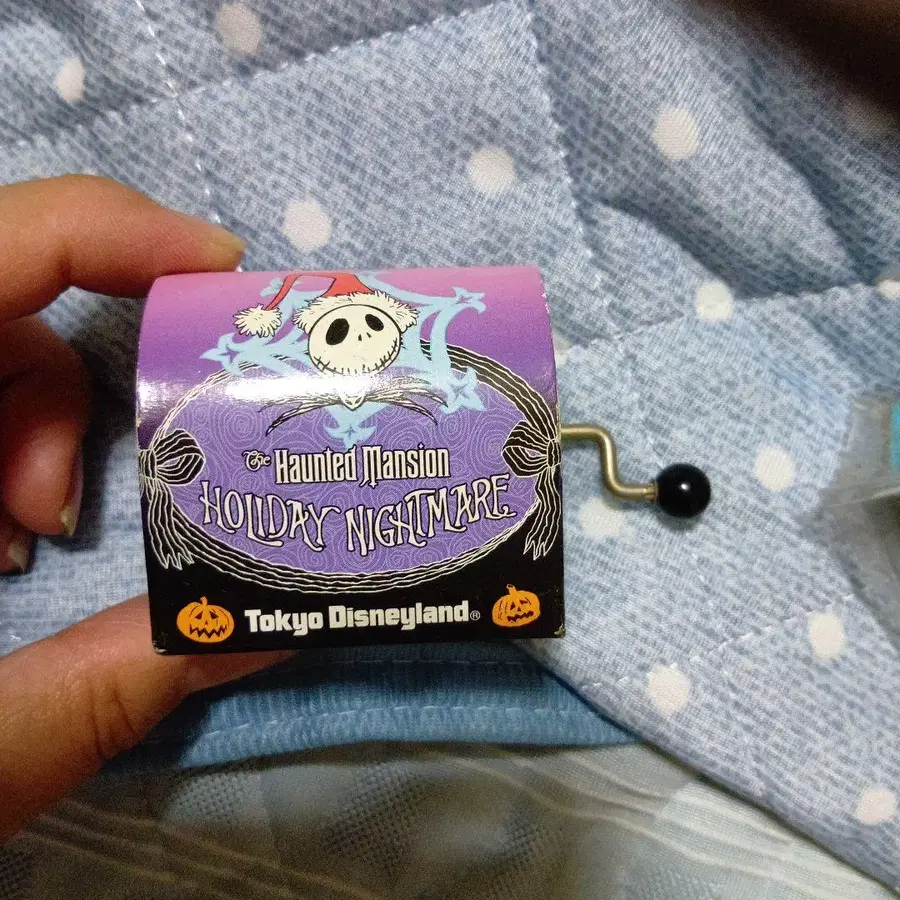 The Haunted Mansion
HOLIDAY NIGHTMARE
Tokyo Disneyland®